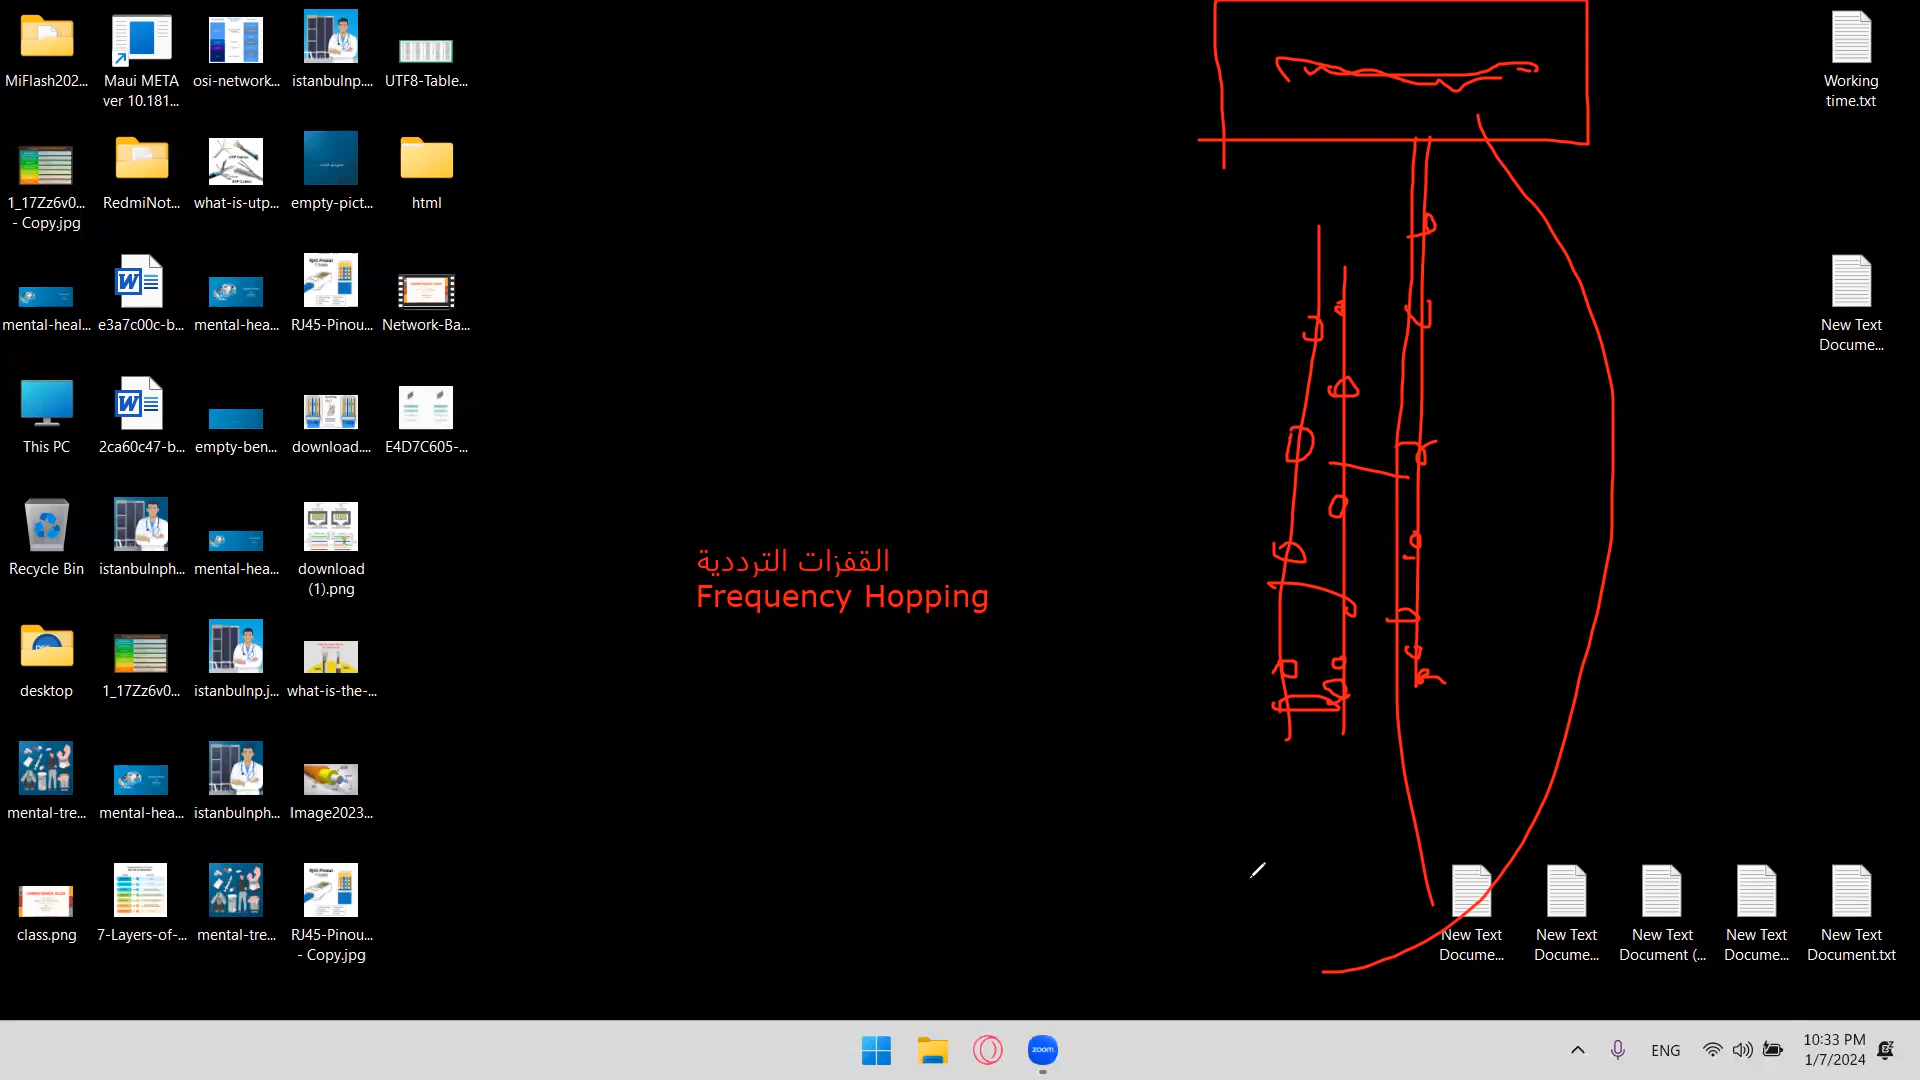 MiFlash202...
Maui META
ver 10.181...
osi-network...
istanbulnp....
UTF8-Table...
Working
time.txt
1_17Zz6v0...
- Copy.jpg
RedmiNot...
what-is-utp...
empty-pict...
html
mental-heal...
e3a7c00c-b...
mental-hea...
RJ45-Pinou...
Network-Ba...
New Text
Docume...
This PC
2ca60c47-b...
empty-ben...
download....
E4D7C605-...
Recycle Bin
istanbulnph...
mental-hea...
download
(1).png
القفزات الترددية
Frequency Hopping
desktop
1_17Zz6v0...
istanbulnp.j...
what-is-the-...
mental-tre...
mental-hea...
istanbulnph...
Image2023...
class.png
7-Layers-of-...
mental-tre...
RJ45-Pinou...
- Copy.jpg
New Text
Docume...
New Text
Docume...
New Text
Document (...
New Text
Docume...
New Text
Document.txt
zoom
ENG
10:33 PM
1/7/2024